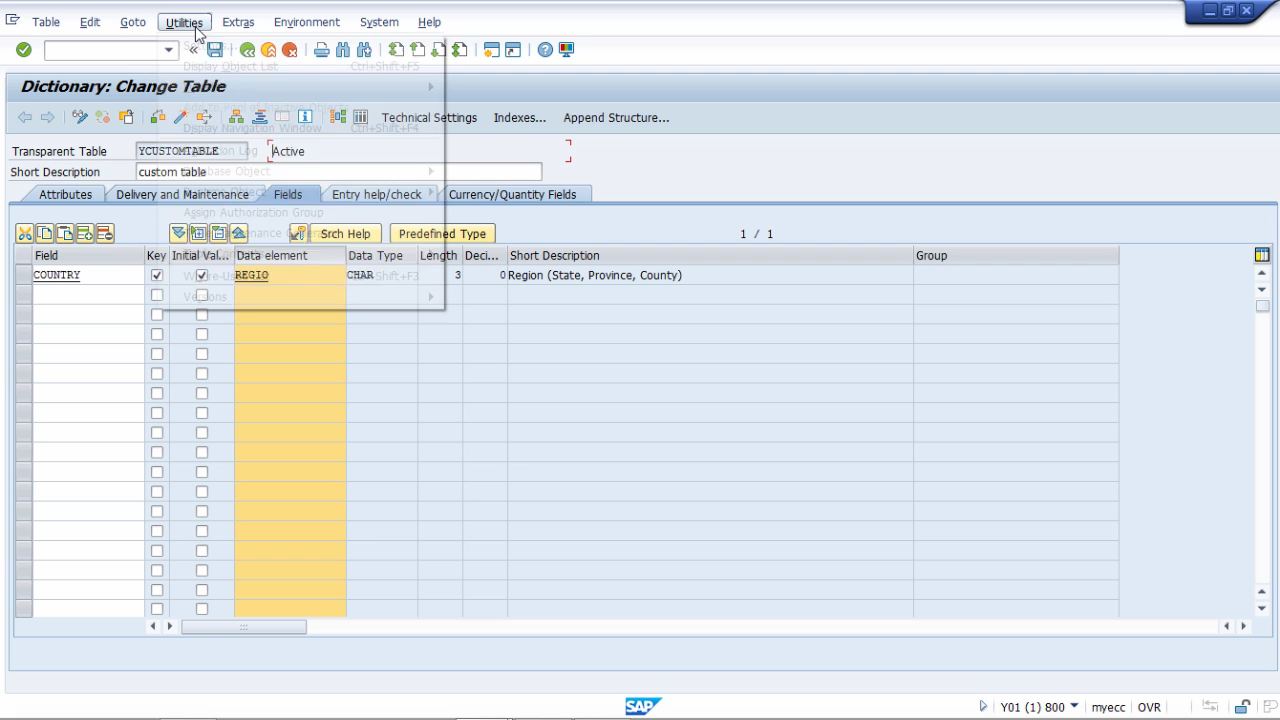 Table Edit Goto Utilities Extras Environment System Help
Display Object List Ctrl+Shift+F5
Dictionary: Change Table
Technical Settings Indexes... Append Structure...
Display Navigation Window Ctrl+Shift+F4
Transparent Table YCUSTOMTABLE Active
Short Description custom table
Attributes Delivery and Maintenance Fields Entry help/check Currency/Quantity Fields
Assign Authorization Group
Srch Help Predefined Type 1 / 1
Field Key Initial Val... Data element Data Type Length Deci... Short Description Group
COUNTRY REGIO CHAR 3 0 Region (State, Province, County)
Versions
SAP Y01 (1) 800 myecc OVR